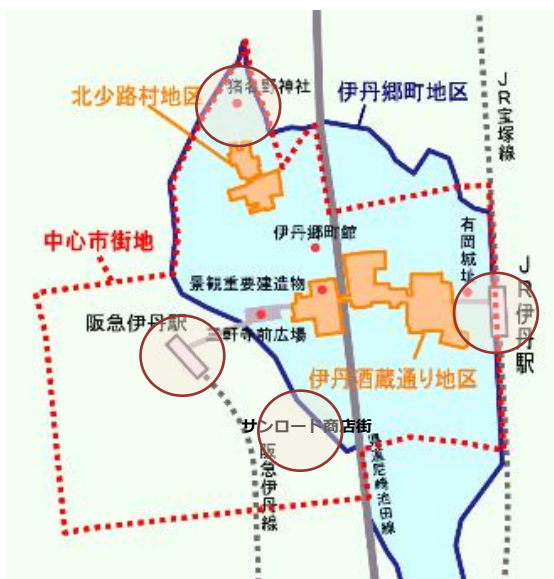 猪名野神社
北少路村地区
伊丹郷町地区
JR宝塚線
伊丹郷町館
中心市街地
有岡城址
景観重要建造物
JR伊丹駅
阪急伊丹駅
三軒寺前広場
伊丹酒蔵通り地区
サンロード商店街
阪急伊丹線
県道尼崎池田線